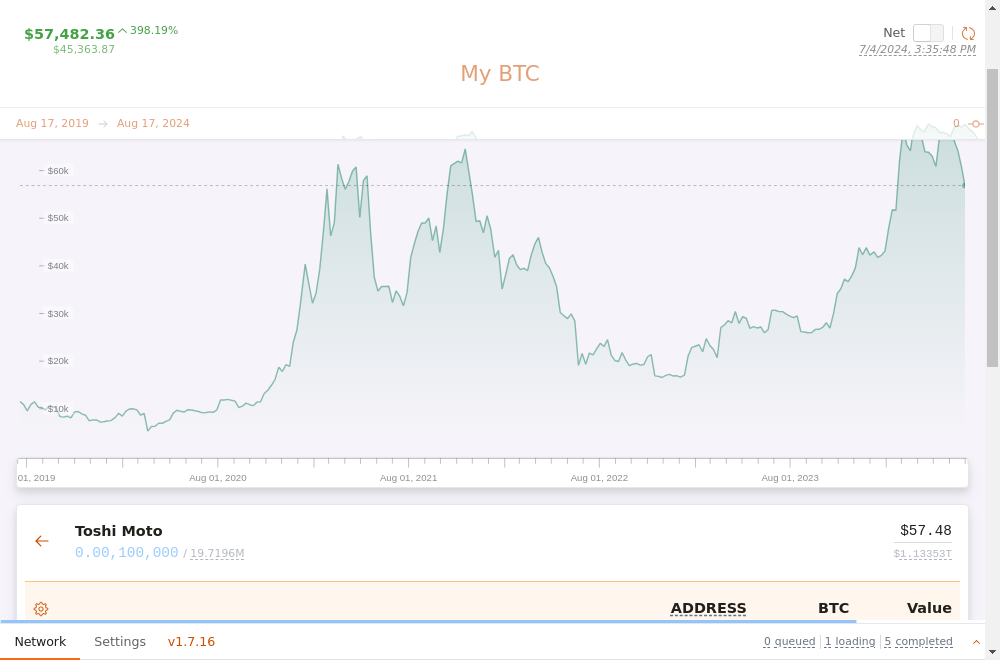 $57,482.36 398.19%
$45,363.87
Net
7/4/2024, 3:35:48 PM
My BTC
Aug 17, 2019 → Aug 17, 2024
0
$60k
$50k
$40k
$30k
$20k
$10k
01, 2019 Aug 01, 2020 Aug 01, 2021 Aug 01, 2022 Aug 01, 2023
Toshi Moto $57.48
0.00,100,000 / 19.7196M $1.13353T
ADDRESS BTC Value
Network Settings v1.7.16 0 queued 1 loading 5 completed